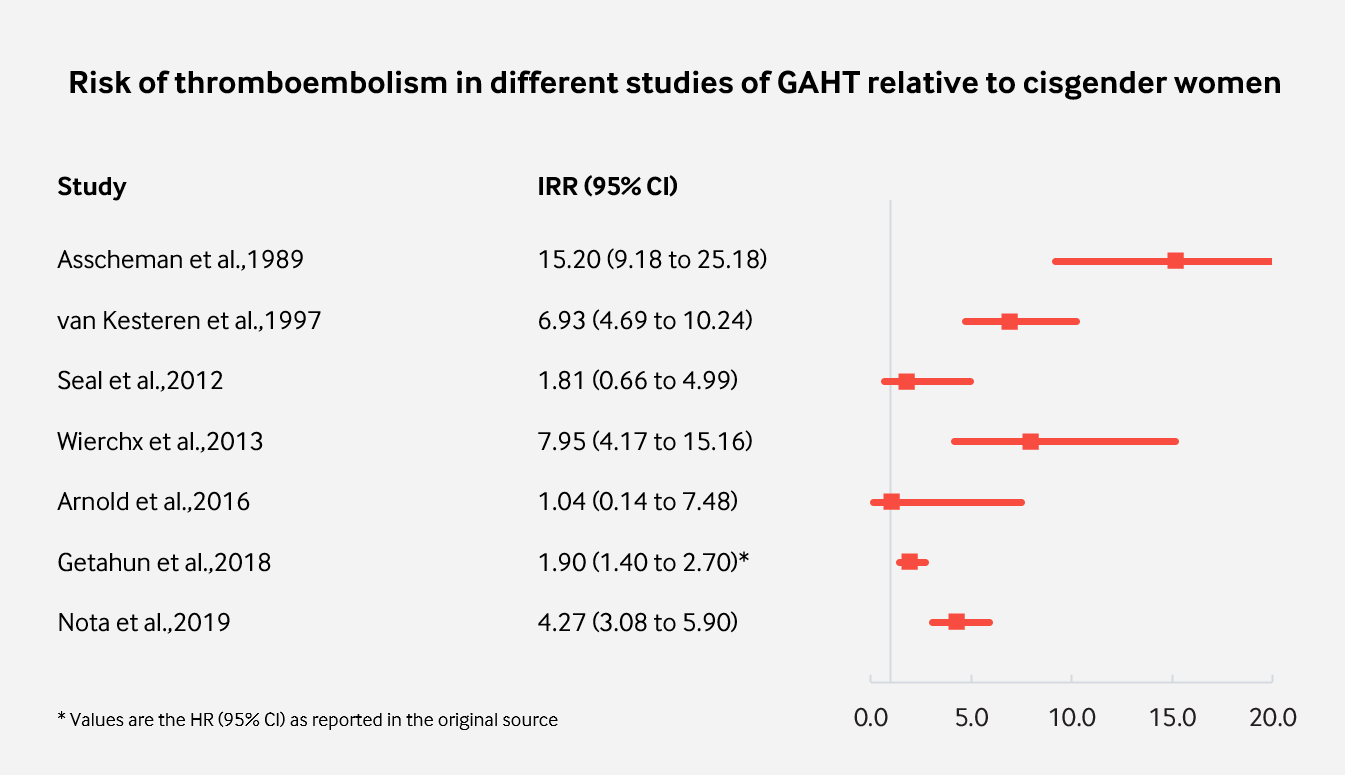 Risk of thromboembolism in different studies of GAHT relative to cisgender women
Study IRR (95% CI)
Asscheman et al.,1989 15.20 (9.18 to 25.18)
van Kesteren et al.,1997 6.93 (4.69 to 10.24)
Seal et al.,2012 1.81 (0.66 to 4.99)
Wierchx et al.,2013 7.95 (4.17 to 15.16)
Arnold et al.,2016 1.04 (0.14 to 7.48)
Getahun et al.,2018 1.90 (1.40 to 2.70)*
Nota et al.,2019 4.27 (3.08 to 5.90)
0.0 5.0 10.0 15.0 20.0
* Values are the HR (95% CI) as reported in the original source